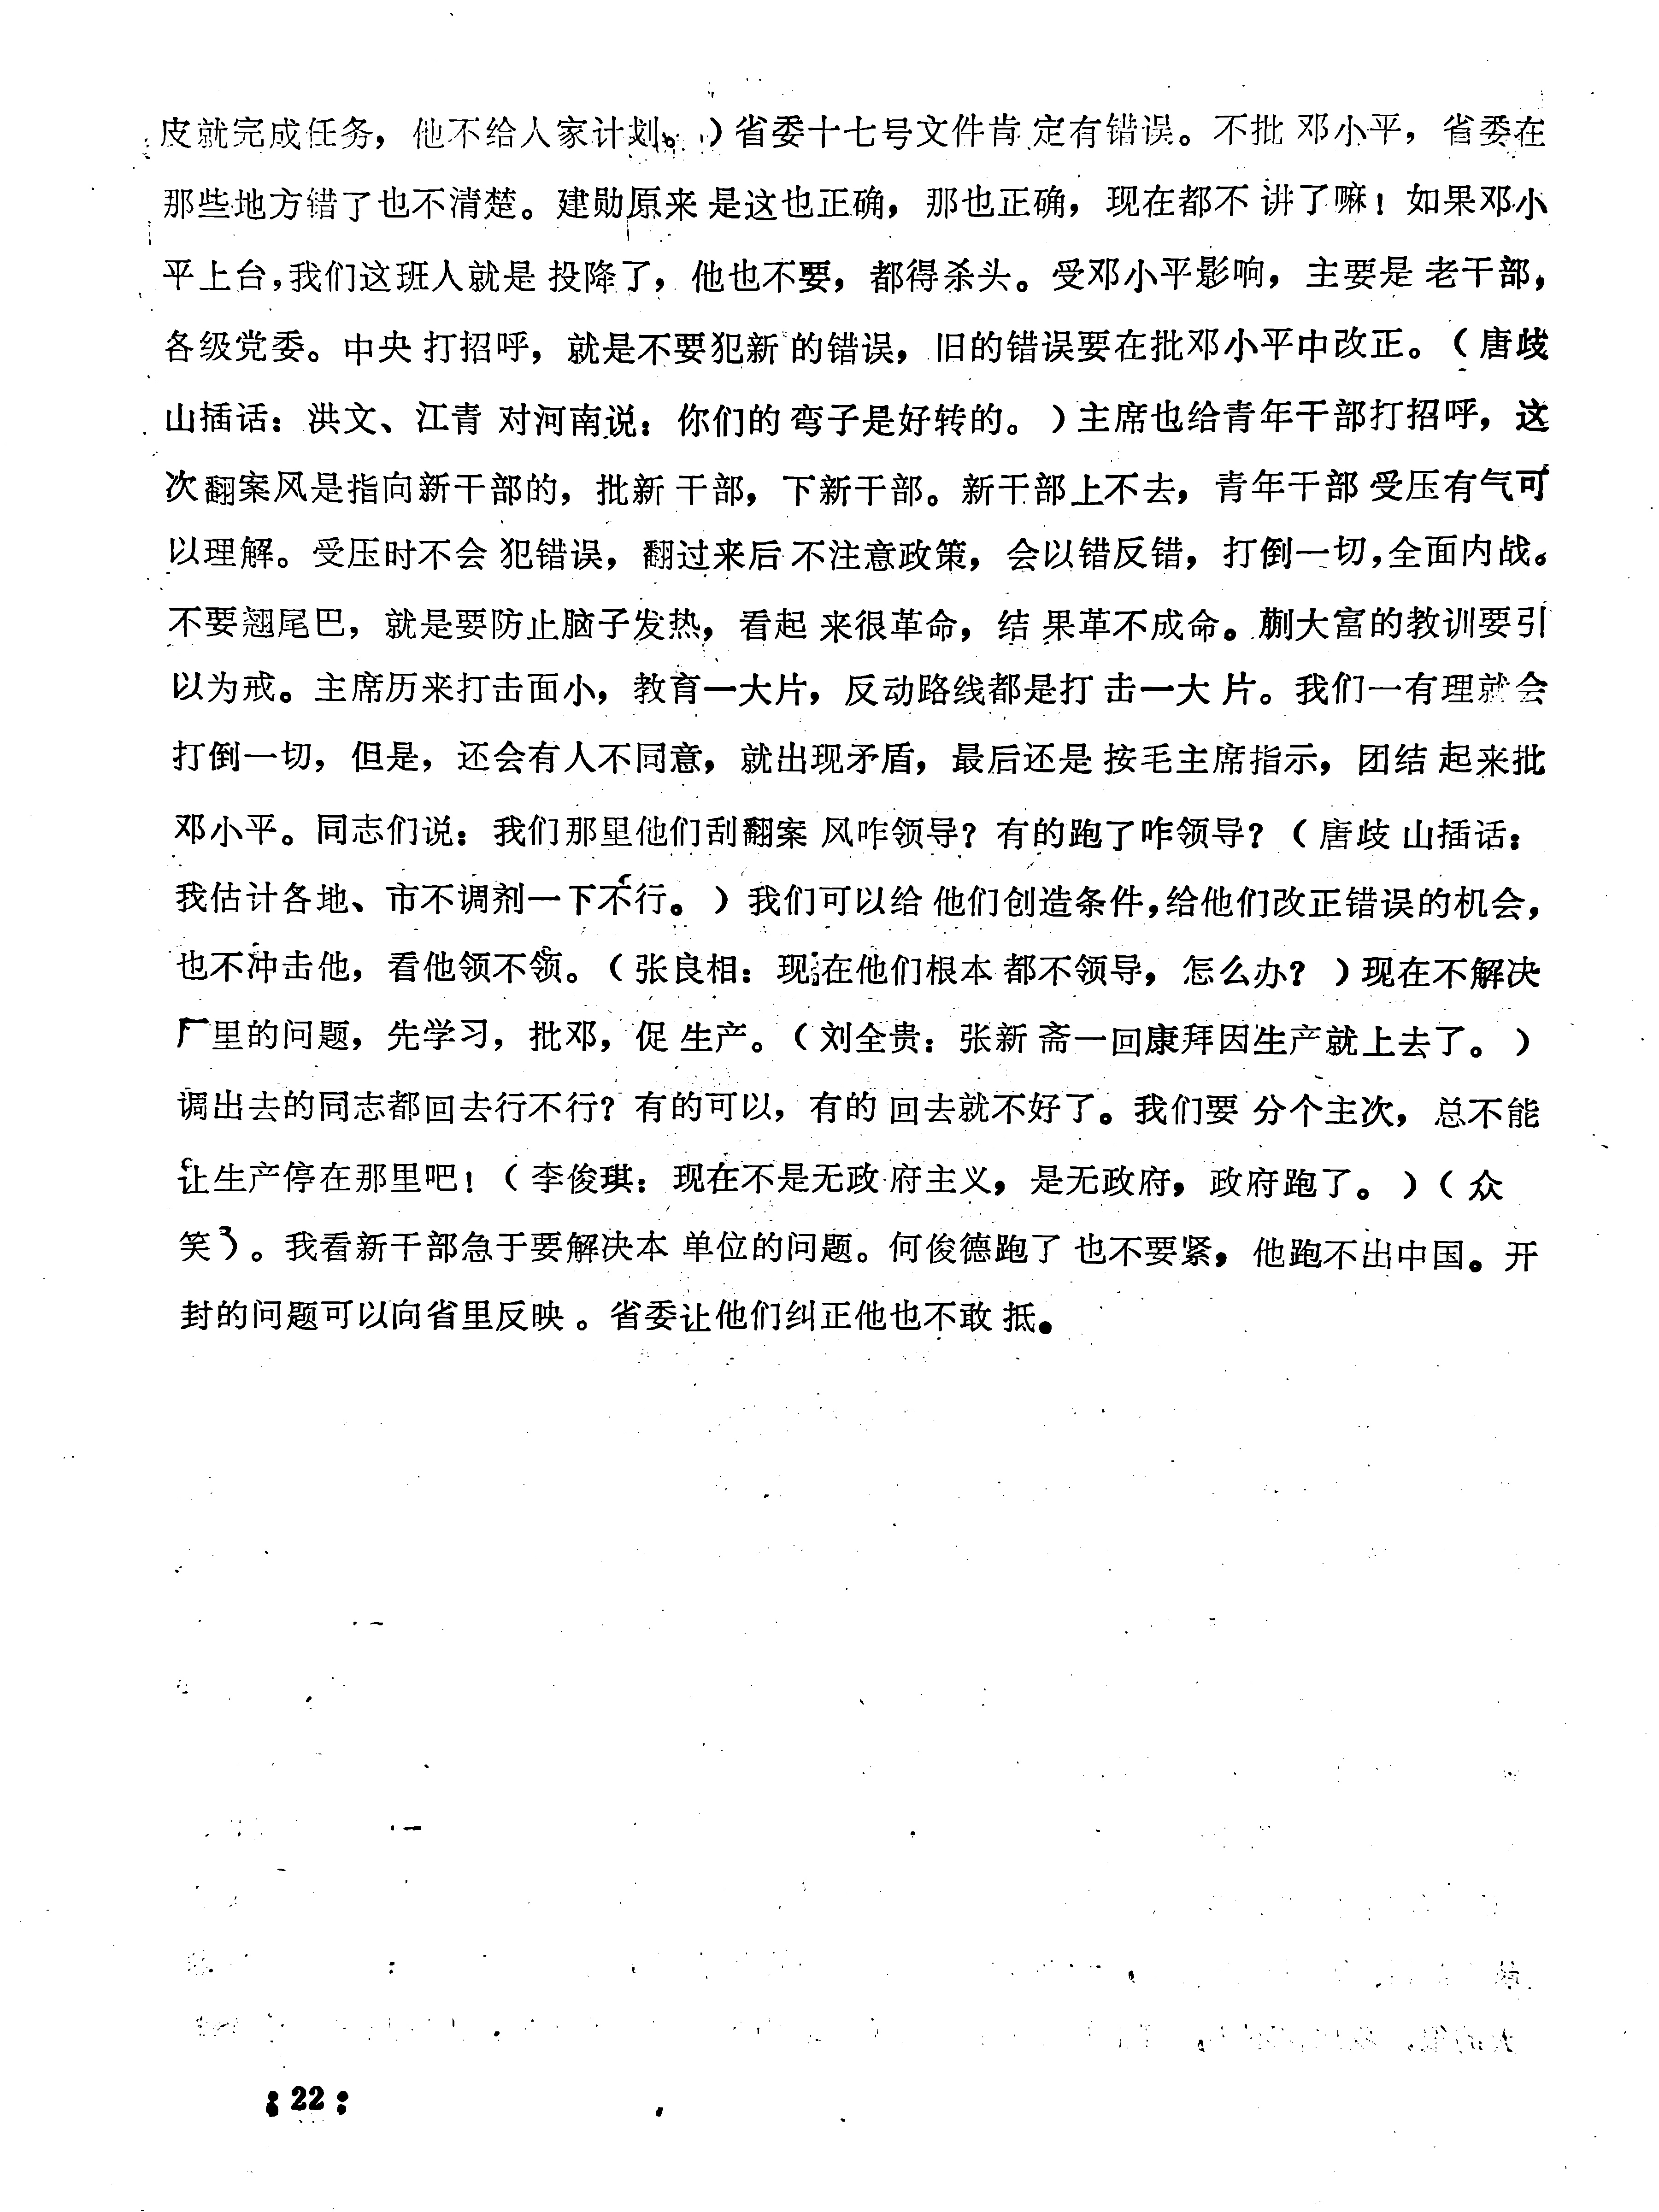 皮就完成任务，他不给人家计划。）省委十七号文件肯定有错误。不批邓小平，省委在
那些地方错了也不清楚。建勋原来是这也正确，那也正确，现在都不讲了嘛！如果邓小
平上台，我们这班人就是投降了，他也不要，都得杀头。受邓小平影响，主要是老干部，
各级党委。中央打招呼，就是不要犯新的错误，旧的错误要在批邓小平中改正。（唐歧
山插话：洪文、江青对河南说：你们的弯子是好转的。）主席也给青年干部打招呼，这
次翻案风是指向新干部的，批新干部，下新干部。新干部上不去，青年干部受压有气可
以理解。受压时不会犯错误，翻过来后不注意政策，会以错反错，打倒一切，全面内战。
不要翘尾巴，就是要防止脑子发热，看起来很革命，结果革不成命。蒯大富的教训要引
以为戒。主席历来打击面小，教育一大片，反动路线都是打击一大片。我们一有理就会
打倒一切，但是，还会有人不同意，就出现矛盾，最后还是按毛主席指示，团结起来批
邓小平。同志们说：我们那里他们刮翻案风咋领导？有的跑了咋领导？（唐歧山插话：
我估计各地、市不调剂一下不行。）我们可以给他们创造条件，给他们改正错误的机会，
也不冲击他，看他领不领。（张良相：现在他们根本都不领导，怎么办？）现在不解决
厂里的问题，先学习，批邓，促生产。（刘全贵：张新斋一回康拜因生产就上去了。）
调出去的同志都回去行不行？有的可以，有的回去就不好了。我们要分个主次，总不能
让生产停在那里吧！（李俊琪：现在不是无政府主义，是无政府，政府跑了。）（众
笑）。我看新干部急于要解决本单位的问题。何俊德跑了也不要紧，他跑不出中国。开
封的问题可以向省里反映。省委让他们纠正他也不敢抵。
：22：